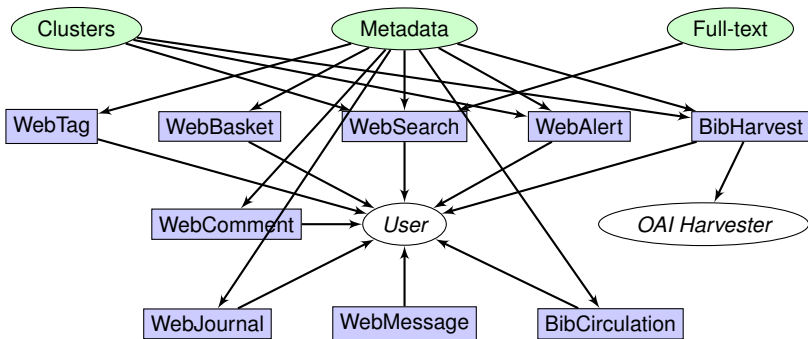 Clusters
Metadata
Full-text
WebTag
WebBasket
WebSearch
WebAlert
BibHarvest
WebComment
User
OAI Harvester
WebJournal
WebMessage
BibCirculation